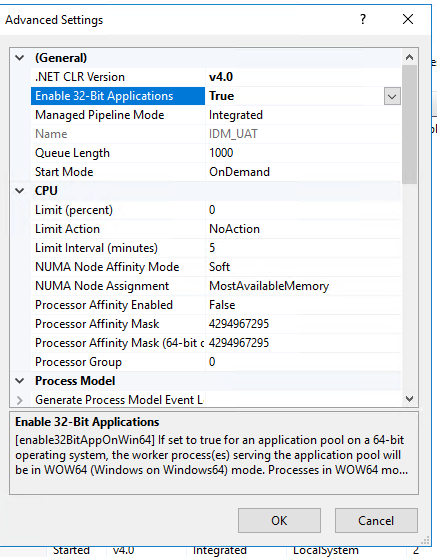 Advanced Settings
(General)
.NET CLR Version v4.0
Enable 32-Bit Applications True
Managed Pipeline Mode Integrated
Name IDM_UAT
Queue Length 1000
Start Mode OnDemand
CPU
Limit (percent) 0
Limit Action NoAction
Limit Interval (minutes) 5
NUMA Node Affinity Mode Soft
NUMA Node Assignment MostAvailableMemory
Processor Affinity Enabled False
Processor Affinity Mask 4294967295
Processor Affinity Mask (64-bit o 4294967295
Processor Group 0
Process Model
Generate Process Model Event L
Enable 32-Bit Applications
[enable32BitAppOnWin64] If set to true for an application pool on a 64-bit
operating system, the worker process(es) serving the application pool will
be in WOW64 (Windows on Windows64) mode. Processes in WOW64 mo...
OK Cancel
Started v4.0 Integrated LocalSystem 2